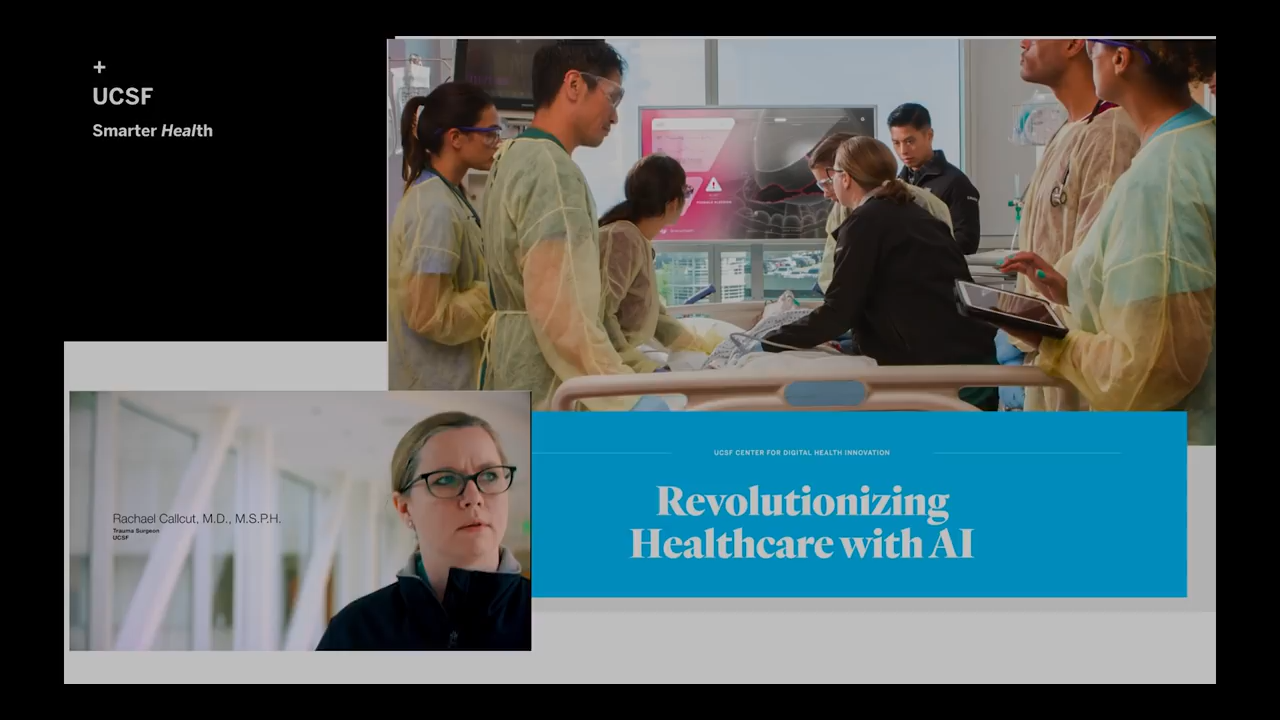 +
UCSF
Smarter Health
UCSF CENTER FOR DIGITAL HEALTH INNOVATION
Revolutionizing
Healthcare with AI
Rachael Callcut, M.D., M.S.P.H.
Trauma Surgeon
UCSF